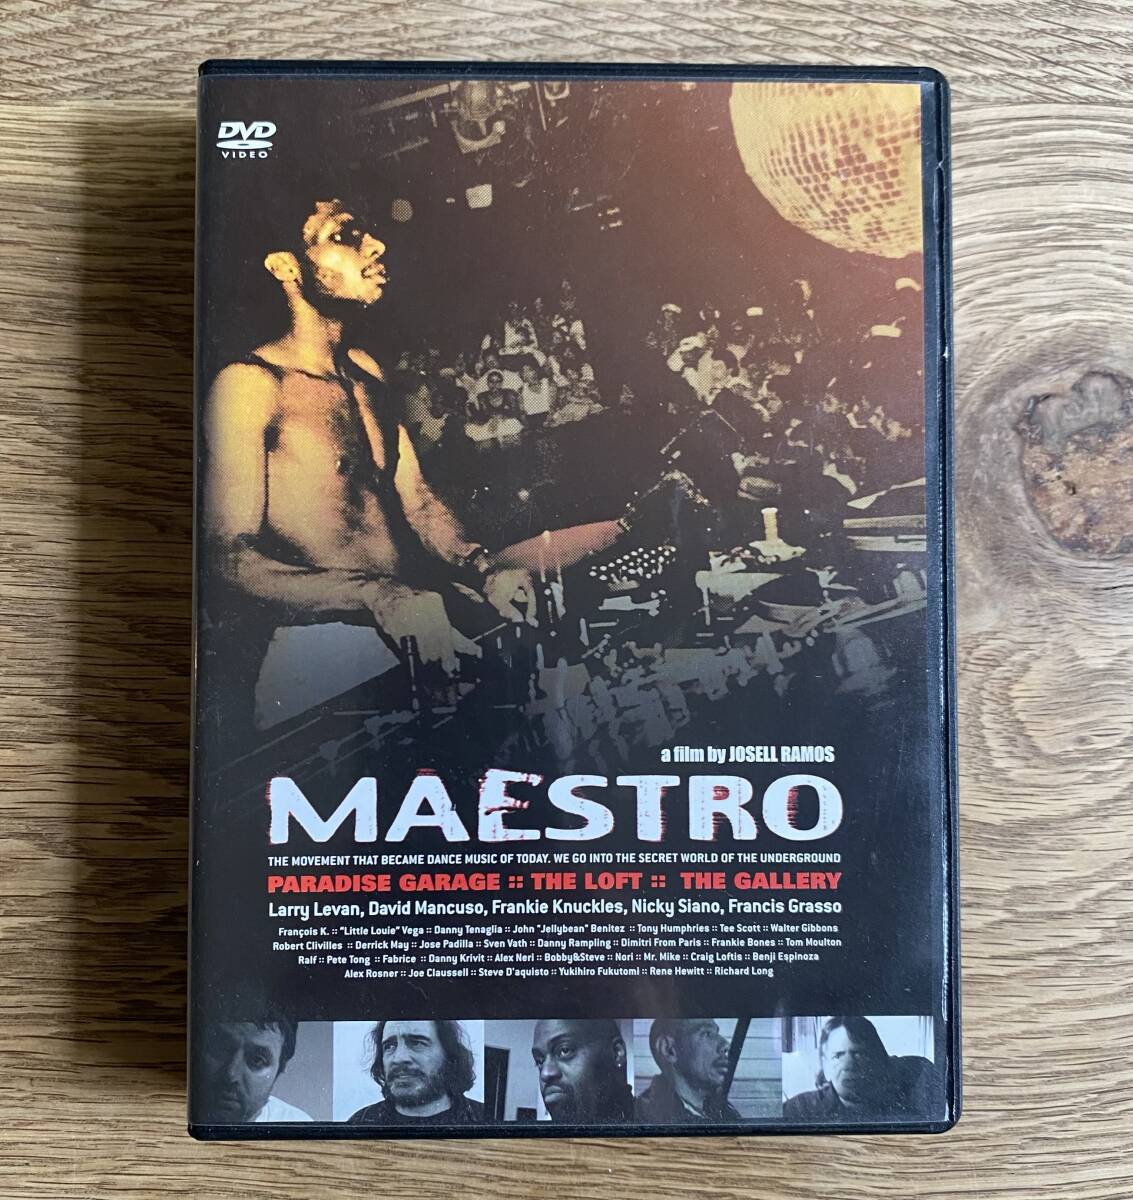 DVD
VIDEO
a film by JOSELL RAMOS
MAESTRO
THE MOVEMENT THAT BECAME DANCE MUSIC OF TODAY. WE GO INTO THE SECRET WORLD OF THE UNDERGROUND
PARADISE GARAGE :: THE LOFT :: THE GALLERY
Larry Levan, David Mancuso, Frankie Knuckles, Nicky Siano, Francis Grasso
François K. :: "Little Louie" Vega :: Danny Tenaglia :: John "Jellybean" Benitez :: Tony Humphries :: Tee Scott :: Walter Gibbons
Robert Clivilles :: Derrick May :: Jose Padilla :: Sven Vath :: Danny Rampling :: Dimitri From Paris :: Frankie Bones :: Tom Moulton
Ralf :: Pete Tong :: Fabrice :: Danny Krivit :: Alex Neri :: Bobby&Steve :: Nori :: Mr. Mike :: Craig Loftis :: Benji Espinoza
Alex Rosner :: Joe Claussell :: Steve D'aquisto :: Yukihiro Fukutomi :: Rene Hewitt :: Richard Long